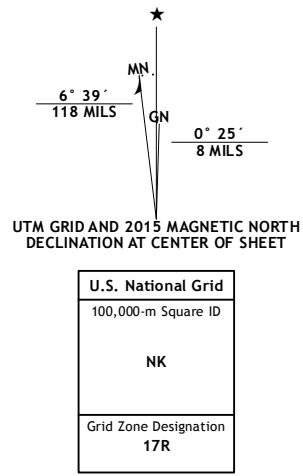 ★
MN
6° 39´
118 MILS
GN
0° 25´
8 MILS
UTM GRID AND 2015 MAGNETIC NORTH
DECLINATION AT CENTER OF SHEET
U.S. National Grid
100,000-m Square ID
NK
Grid Zone Designation
17R